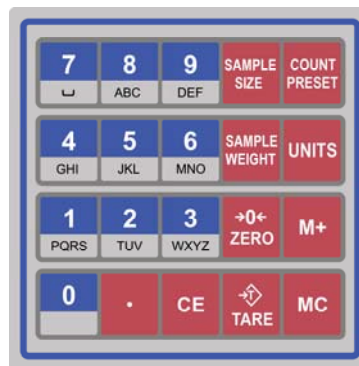 7 8 9 SAMPLE SIZE COUNT PRESET
␣ ABC DEF
4 5 6 SAMPLE WEIGHT UNITS
GHI JKL MNO
1 2 3 →0← ZERO M+
PQRS TUV WXYZ
0 . CE T TARE MC